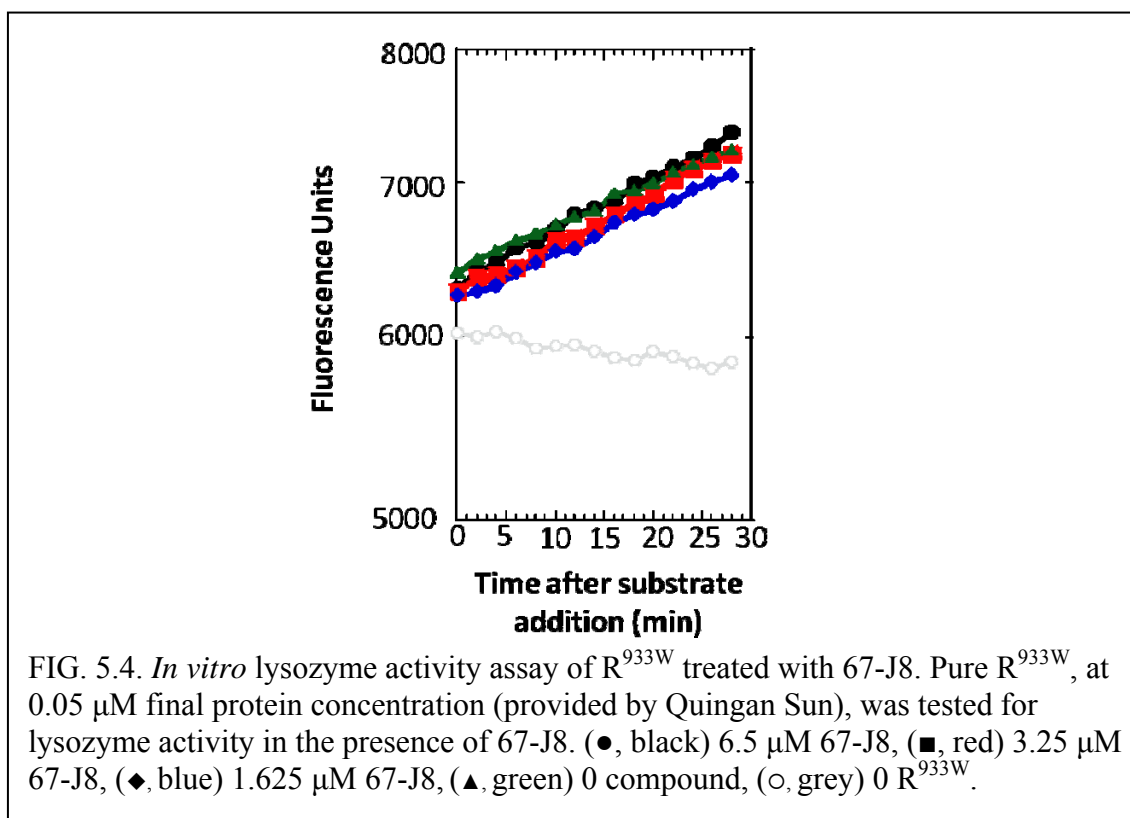 8000
7000
6000
5000
Fluorescence Units
0 5 10 15 20 25 30
Time after substrate
addition (min)
FIG. 5.4. In vitro lysozyme activity assay of R^933W treated with 67-J8. Pure R^933W, at
0.05 μM final protein concentration (provided by Quingan Sun), was tested for
lysozyme activity in the presence of 67-J8. (●, black) 6.5 μM 67-J8, (■, red) 3.25 μM
67-J8, (◆, blue) 1.625 μM 67-J8, (▲, green) 0 compound, (○, grey) 0 R^933W.